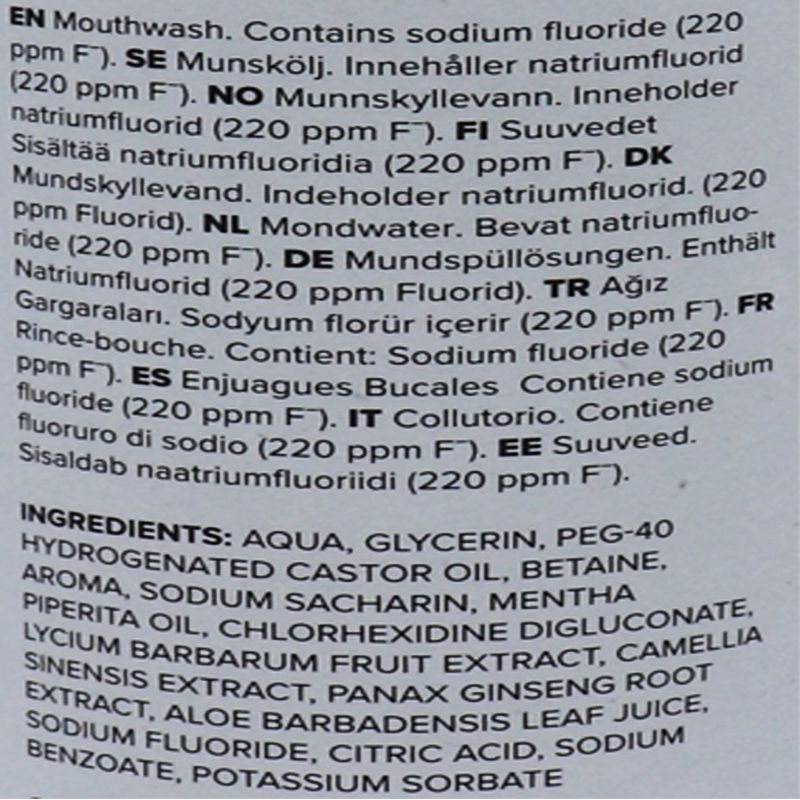 EN Mouthwash. Contains sodium fluoride (220
ppm F⁻). SE Munskölj. Innehåller natriumfluorid
(220 ppm F⁻). NO Munnskyllevann. Inneholder
natriumfluorid (220 ppm F⁻). FI Suuvedet
Sisältää natriumfluoridia (220 ppm F⁻). DK
Mundskyllevand. Indeholder natriumfluorid. (220
ppm Fluorid). NL Mondwater. Bevat natriumfluo-
ride (220 ppm F⁻). DE Mundspüllösungen. Enthält
Natriumfluorid (220 ppm Fluorid). TR Ağız
Gargaraları. Sodyum florür içerir (220 ppm F⁻). FR
Rince-bouche. Contient: Sodium fluoride (220
ppm F⁻). ES Enjuagues Bucales Contiene sodium
fluoride (220 ppm F⁻). IT Collutorio. Contiene
fluoruro di sodio (220 ppm F⁻). EE Suuveed.
Sisaldab naatriumfluoriidi (220 ppm F⁻).
INGREDIENTS: AQUA, GLYCERIN, PEG-40
HYDROGENATED CASTOR OIL, BETAINE,
AROMA, SODIUM SACHARIN, MENTHA
PIPERITA OIL, CHLORHEXIDINE DIGLUCONATE,
LYCIUM BARBARUM FRUIT EXTRACT, CAMELLIA
SINENSIS EXTRACT, PANAX GINSENG ROOT
EXTRACT, ALOE BARBADENSIS LEAF JUICE,
SODIUM FLUORIDE, CITRIC ACID, SODIUM
BENZOATE, POTASSIUM SORBATE